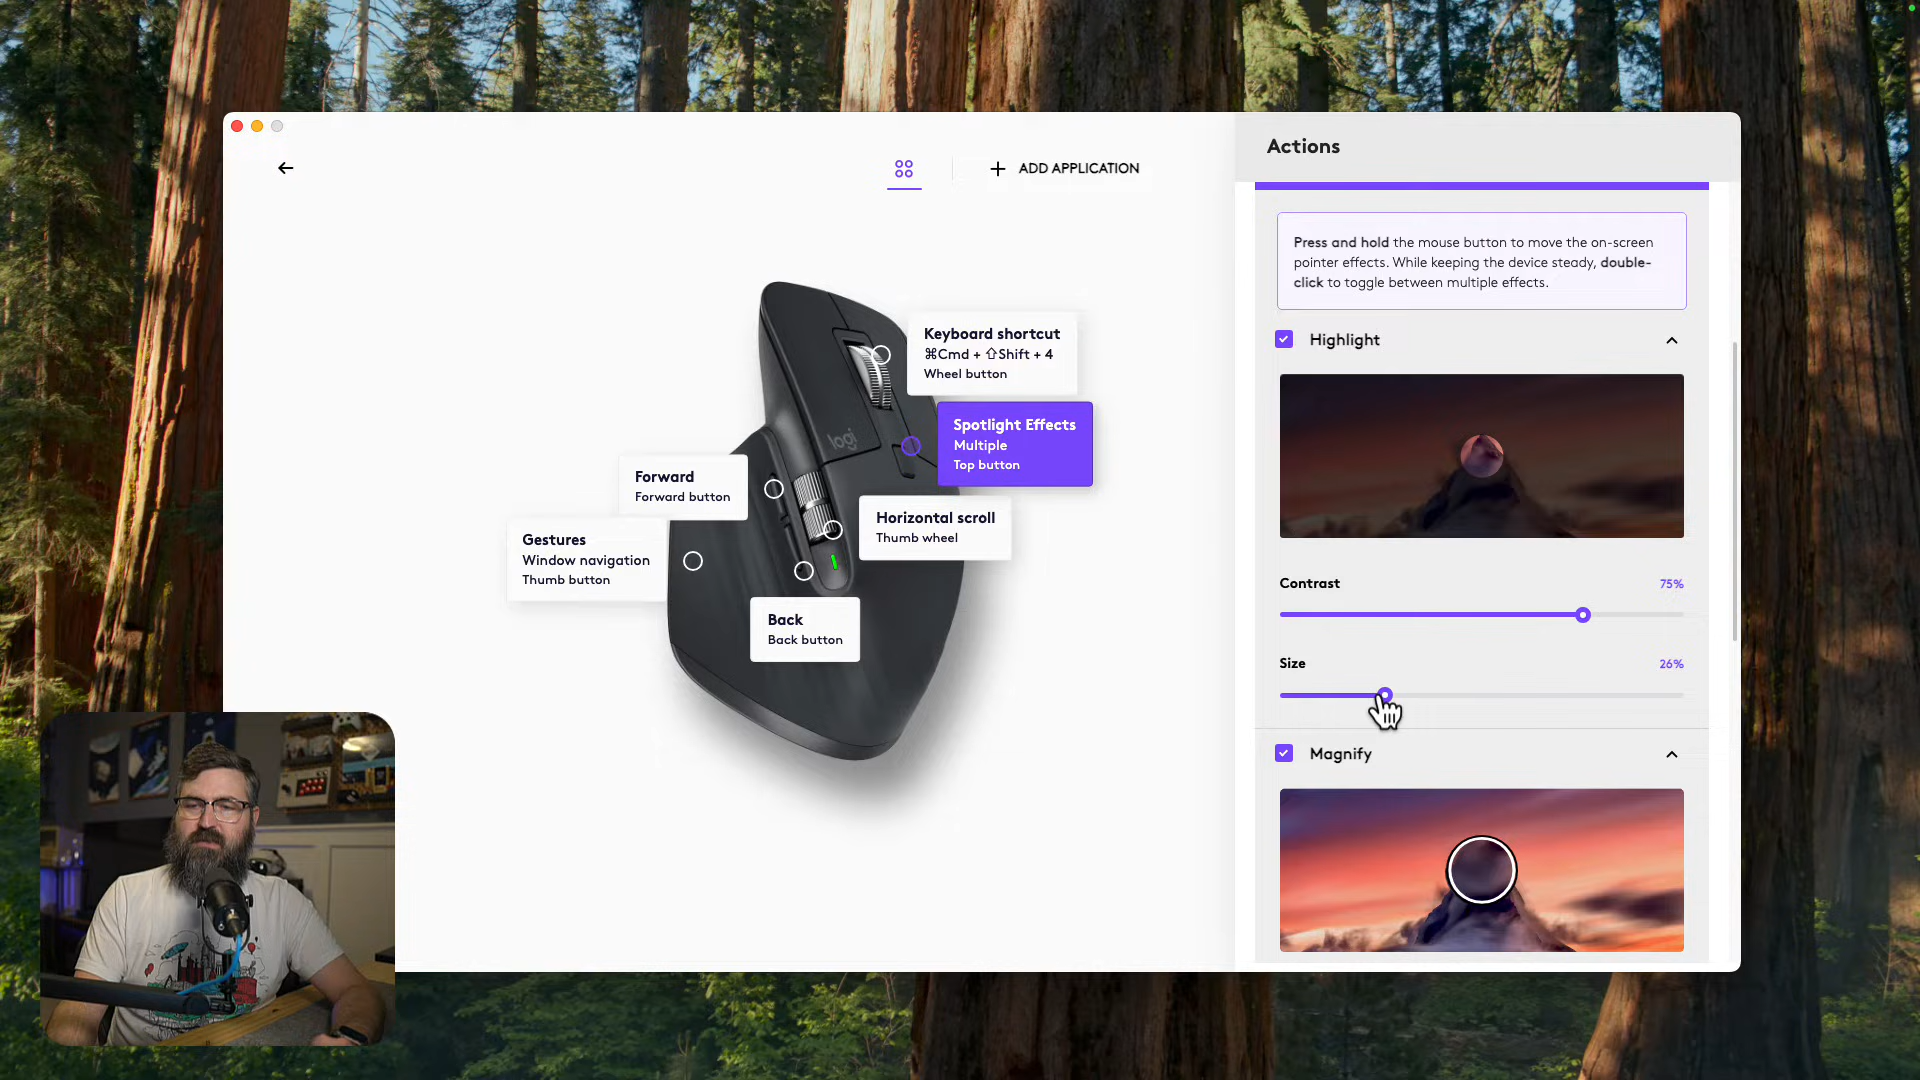 ADD APPLICATION
Keyboard shortcut
⌘Cmd + ⇧Shift + 4
Wheel button
Spotlight Effects
Multiple
Top button
logi
Forward
Forward button
Horizontal scroll
Thumb wheel
Gestures
Window navigation
Thumb button
Back
Back button
Actions
Press and hold the mouse button to move the on-screen
pointer effects. While keeping the device steady, double-
click to toggle between multiple effects.
Highlight
Contrast
75%
Size
26%
Magnify